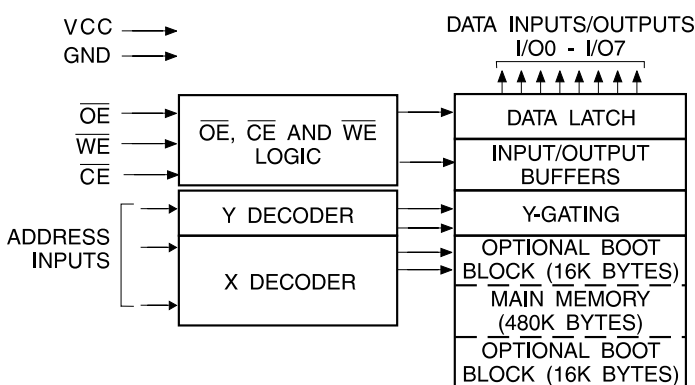 VCC
GND
DATA INPUTS/OUTPUTS
I/O0 - I/O7
OE
WE
CE
OE, CE AND WE
LOGIC
DATA LATCH
INPUT/OUTPUT
BUFFERS
ADDRESS
INPUTS
Y DECODER
X DECODER
Y-GATING
OPTIONAL BOOT
BLOCK (16K BYTES)
MAIN MEMORY
(480K BYTES)
OPTIONAL BOOT
BLOCK (16K BYTES)